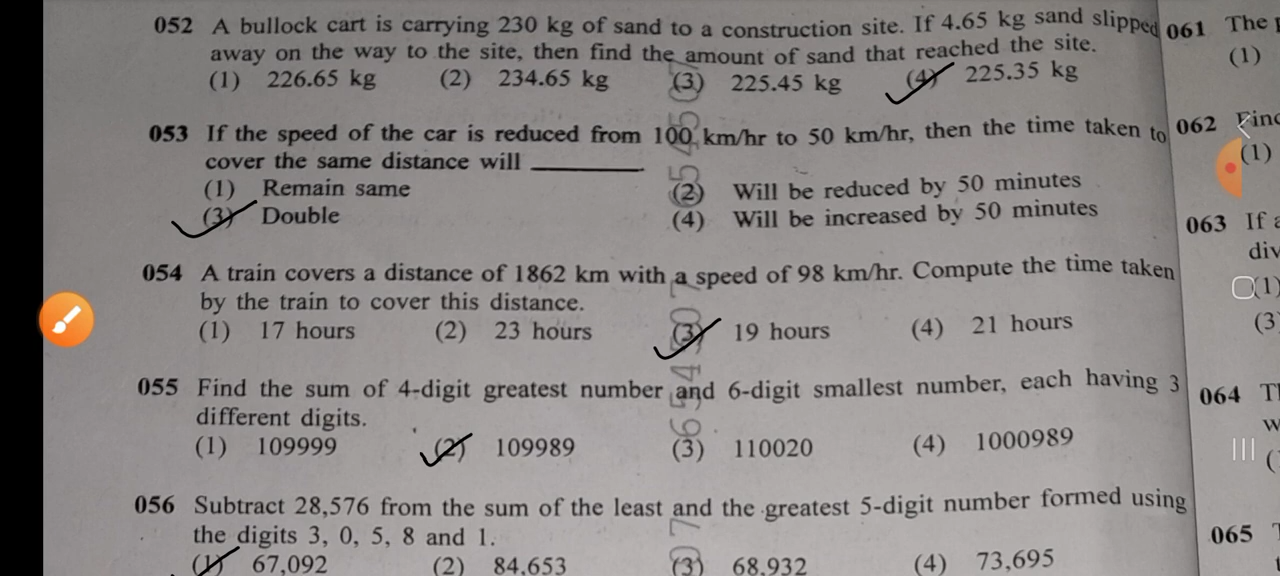 052 A bullock cart is carrying 230 kg of sand to a construction site. If 4.65 kg sand slipped
away on the way to the site, then find the amount of sand that reached the site.
(1) 226.65 kg (2) 234.65 kg (3) 225.45 kg (4) 225.35 kg
053 If the speed of the car is reduced from 100 km/hr to 50 km/hr, then the time taken to
cover the same distance will ________.
(1) Remain same (2) Will be reduced by 50 minutes
(3) Double (4) Will be increased by 50 minutes
054 A train covers a distance of 1862 km with a speed of 98 km/hr. Compute the time taken
by the train to cover this distance.
(1) 17 hours (2) 23 hours (3) 19 hours (4) 21 hours
055 Find the sum of 4-digit greatest number and 6-digit smallest number, each having 3
different digits.
(1) 109999 (2) 109989 (3) 110020 (4) 1000989
056 Subtract 28,576 from the sum of the least and the greatest 5-digit number formed using
the digits 3, 0, 5, 8 and 1.
(1) 67,092 (2) 84,653 (3) 68,932 (4) 73,695
061 The
(1)
062
(1)
063 If
div
(1)
(3)
064
065